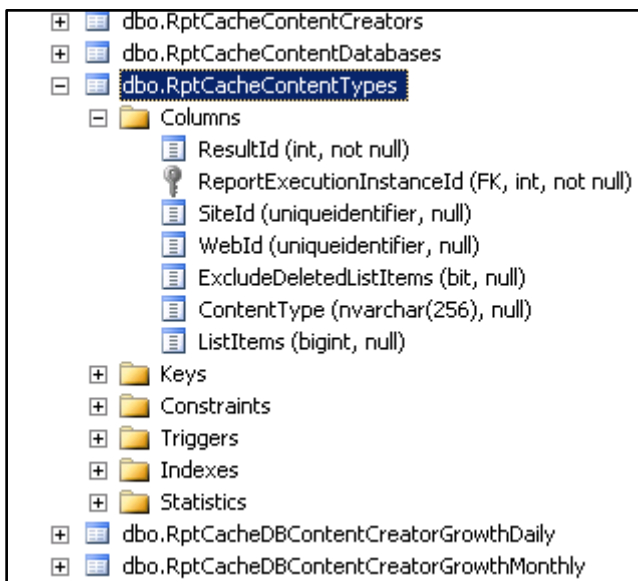 dbo.RptCacheContentCreators
dbo.RptCacheContentDatabases
dbo.RptCacheContentTypes
Columns
ResultId (int, not null)
ReportExecutionInstanceId (FK, int, not null)
SiteId (uniqueidentifier, null)
WebId (uniqueidentifier, null)
ExcludeDeletedListItems (bit, null)
ContentType (nvarchar(256), null)
ListItems (bigint, null)
Keys
Constraints
Triggers
Indexes
Statistics
dbo.RptCacheDBContentCreatorGrowthDaily
dbo.RptCacheDBContentCreatorGrowthMonthly